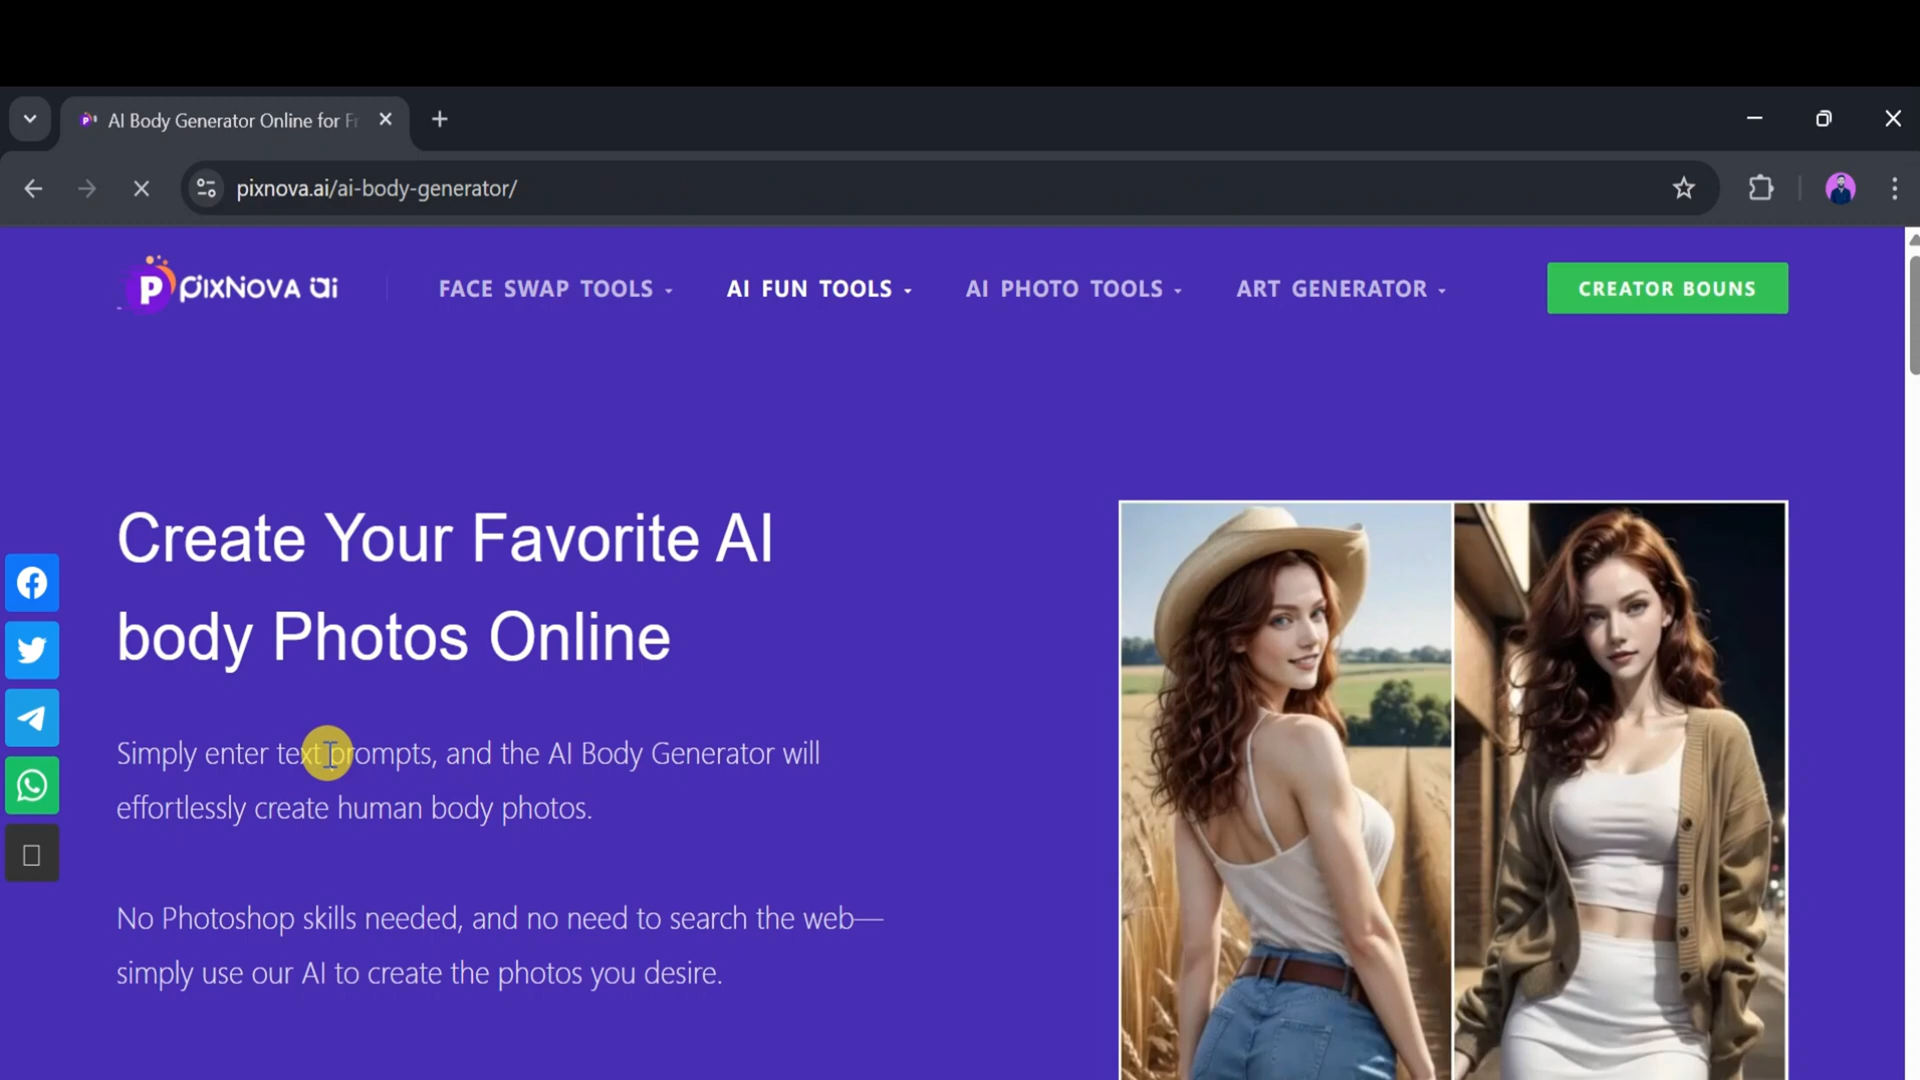 AI Body Generator Online for Fr
pixnova.ai/ai-body-generator/
PixNova ai
FACE SWAP TOOLS
AI FUN TOOLS
AI PHOTO TOOLS
ART GENERATOR
CREATOR BOUNS
Create Your Favorite AI
body Photos Online
Simply enter text prompts, and the AI Body Generator will
effortlessly create human body photos.
No Photoshop skills needed, and no need to search the web—
simply use our AI to create the photos you desire.